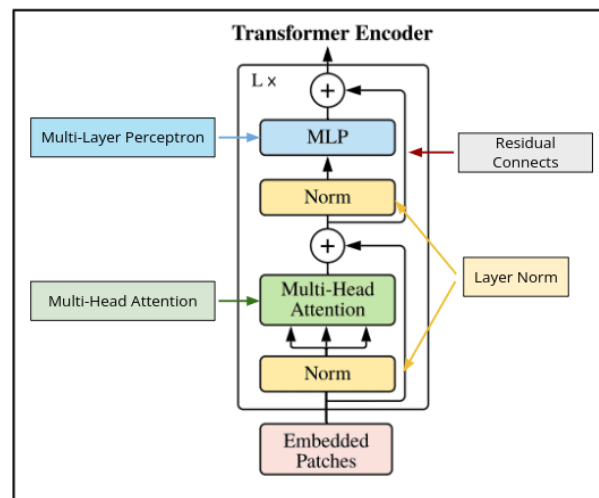 Transformer Encoder
L ×
+
Multi-Layer Perceptron
MLP
Residual
Connects
Norm
+
Layer Norm
Multi-Head Attention
Multi-Head
Attention
Norm
Embedded
Patches